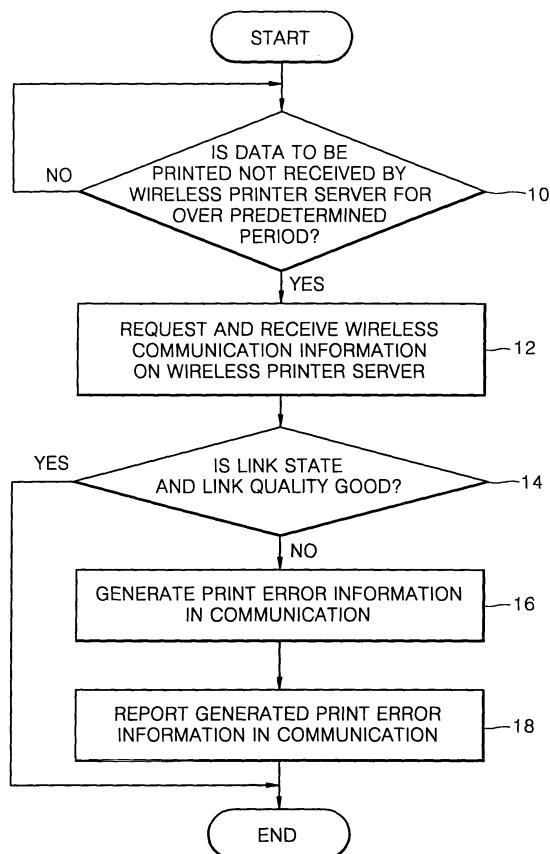 START
IS DATA TO BE
PRINTED NOT RECEIVED BY
WIRELESS PRINTER SERVER FOR
OVER PREDETERMINED
PERIOD?
NO
10
YES
REQUEST AND RECEIVE WIRELESS
COMMUNICATION INFORMATION
ON WIRELESS PRINTER SERVER
12
YES
IS LINK STATE
AND LINK QUALITY GOOD?
14
NO
GENERATE PRINT ERROR INFORMATION
IN COMMUNICATION
16
REPORT GENERATED PRINT ERROR
INFORMATION IN COMMUNICATION
18
END